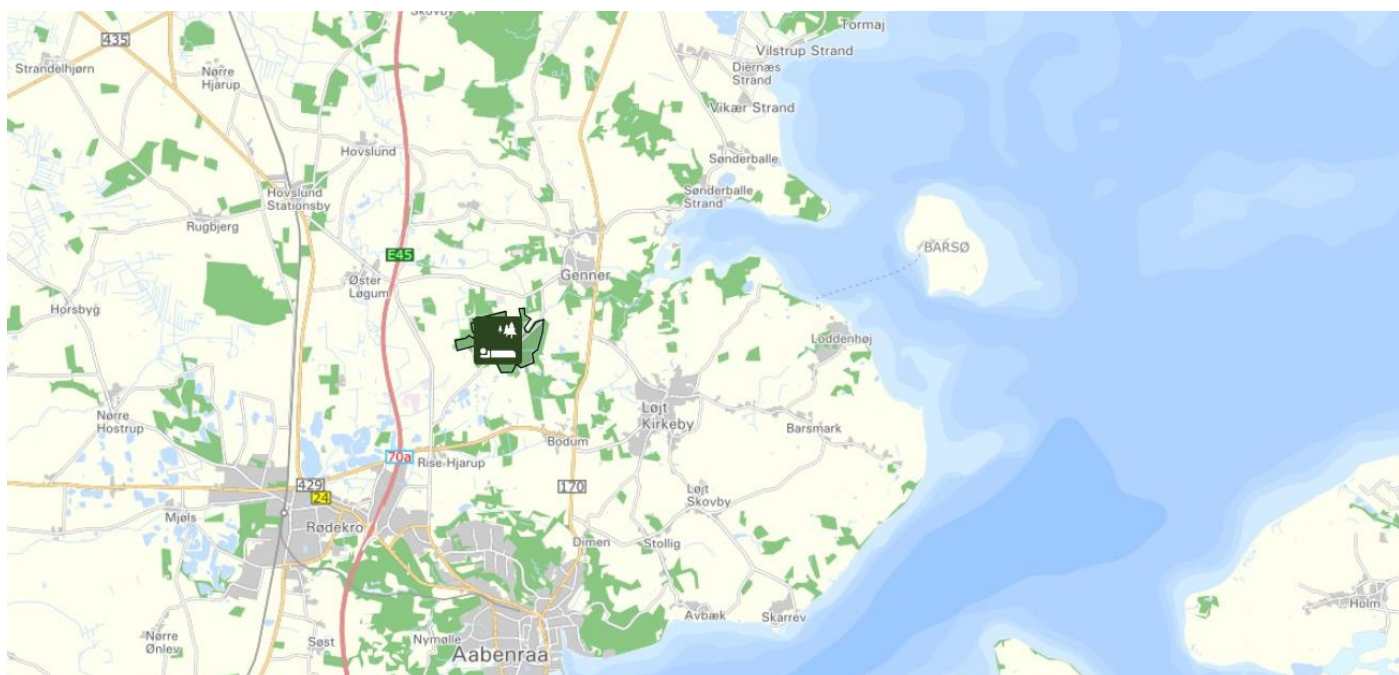 Skovby
Tormaj
435
Vilstrup Strand
Strandelhjørn
Nørre
Hjarup
Diernæs
Strand
Vikær Strand
Hovslund
Sønderballe
Hovslund
Stationsby
Sønderballe
Strand
Rugbjerg
E45
BARSØ
Øster
Løgum
Genner
Horsbyg
Loddenhøj
Nørre
Hostrup
Løjt
Kirkeby
Barsmark
Bodum
70a
Rise-Hjarup
429
24
170
Løjt
Skovby
Mjøls
Rødekro
Dimen
Stollig
Holm
Avbæk
Skarrev
Nørre
Ønlev
Søst
Nymølle
Aabenraa